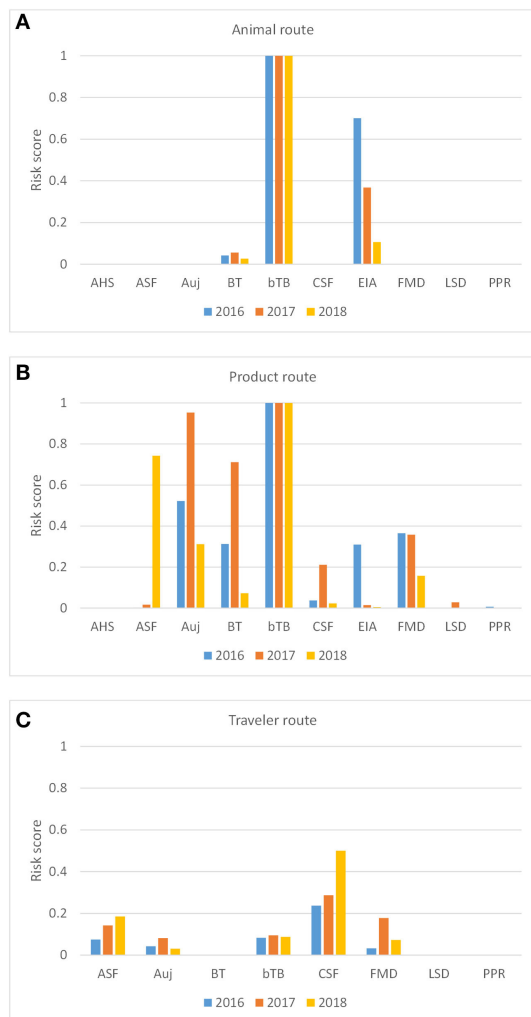 A
Animal route
Risk score
1
0.8
0.6
0.4
0.2
0
AHS ASF Auj BT bTB CSF EIA FMD LSD PPR
2016 2017 2018
B
Product route
Risk score
1
0.8
0.6
0.4
0.2
0
AHS ASF Auj BT bTB CSF EIA FMD LSD PPR
2016 2017 2018
C
Traveler route
Risk score
1
0.8
0.6
0.4
0.2
0
ASF Auj BT bTB CSF FMD LSD PPR
2016 2017 2018